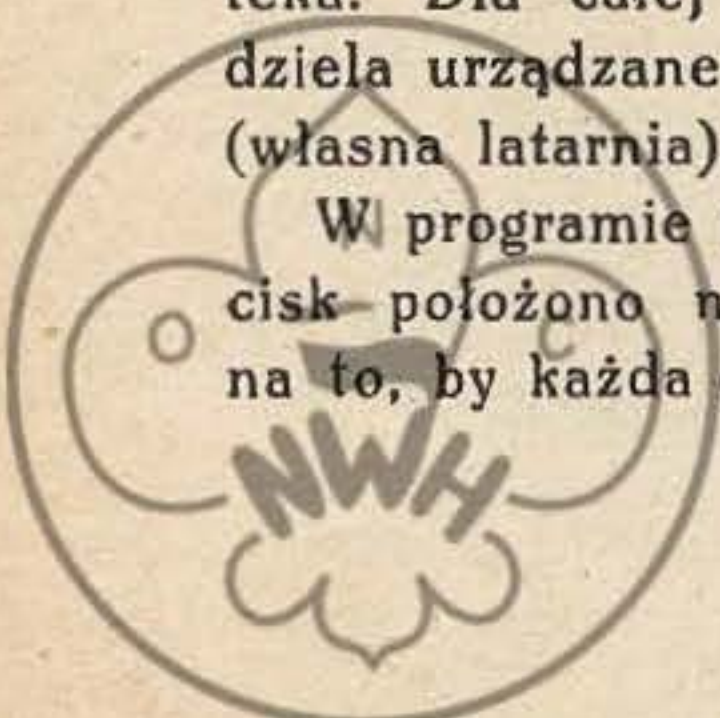 dziela urządzane
(własna latarnia)
W programie
cisk położono
na to, by każda
O N C
NWH